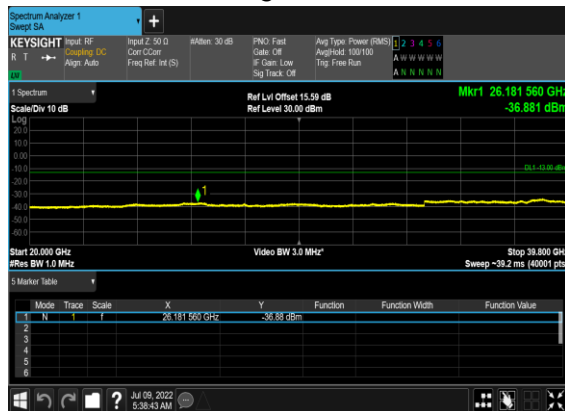 Spectrum Analyzer 1
Swept SA
+
KEYSIGHT Input: RF Input Z: 50 Ω #Atten: 30 dB PNO: Fast Avg Type: Power (RMS) 1 2 3 4 5 6
R T Coupling: DC Corr CCorr Gate: Off Avg|Hold: 100/100 A W W W W W
Align: Auto Freq Ref: Int (S) IF Gain: Low Trig: Free Run
Sig Track: Off A N N N N N
LW
1 Spectrum Ref Lvl Offset 15.59 dB Mkr1 26.181 560 GHz
Scale/Div 10 dB Ref Level 30.00 dBm -36.881 dBm
Log
20.0
10.0
0.00
-10.0 DL1 -13.00 dBm
-20.0
-30.0 1
-40.0
-50.0
-60.0
Start 20.000 GHz Video BW 3.0 MHz* Stop 39.800 GHz
#Res BW 1.0 MHz Sweep ~39.2 ms (40001 pts
5 Marker Table
Mode Trace Scale X Y Function Function Width Function Value
1 N 1 f 26.181 560 GHz -36.88 dBm
2
3
4
5
6
? Jul 09, 2022
5:38:43 AM